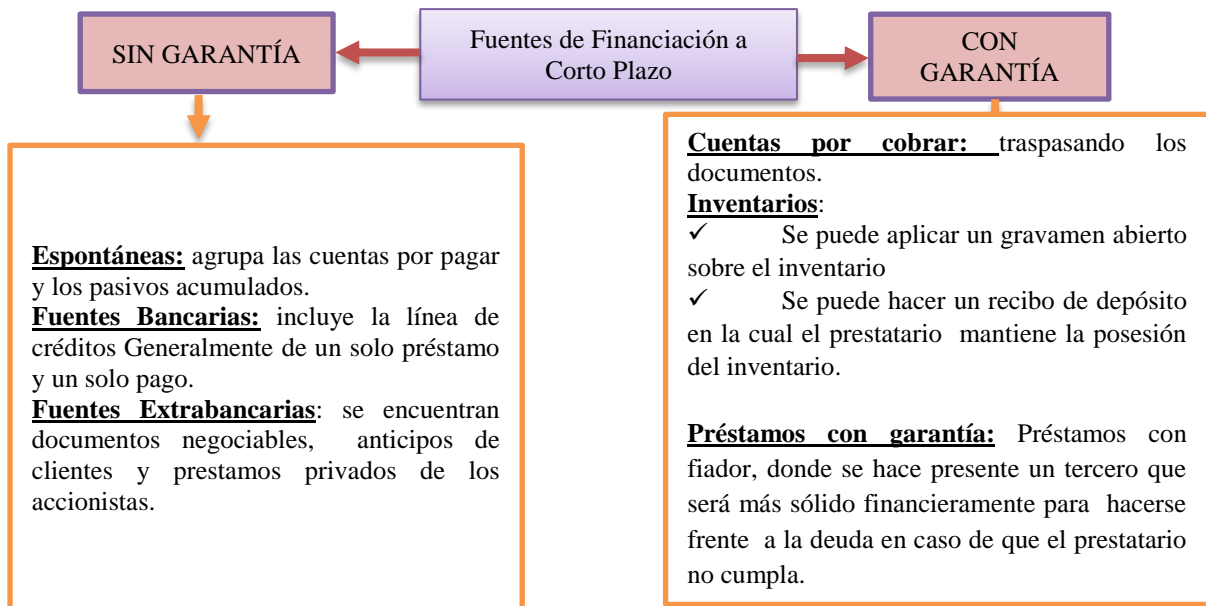 Fuentes de Financiación a
Corto Plazo
SIN GARANTÍA
CON
GARANTÍA
Espontáneas: agrupa las cuentas por pagar
y los pasivos acumulados.
Fuentes Bancarias: incluye la línea de
créditos Generalmente de un solo préstamo
y un solo pago.
Fuentes Extrabancarias: se encuentran
documentos negociables, anticipos de
clientes y prestamos privados de los
accionistas.
Cuentas por cobrar: traspasando los
documentos.
Inventarios:
✓ Se puede aplicar un gravamen abierto
sobre el inventario
✓ Se puede hacer un recibo de depósito
en la cual el prestatario mantiene la posesión
del inventario.
Préstamos con garantía: Préstamos con
fiador, donde se hace presente un tercero que
será más sólido financieramente para hacerse
frente a la deuda en caso de que el prestatario
no cumpla.